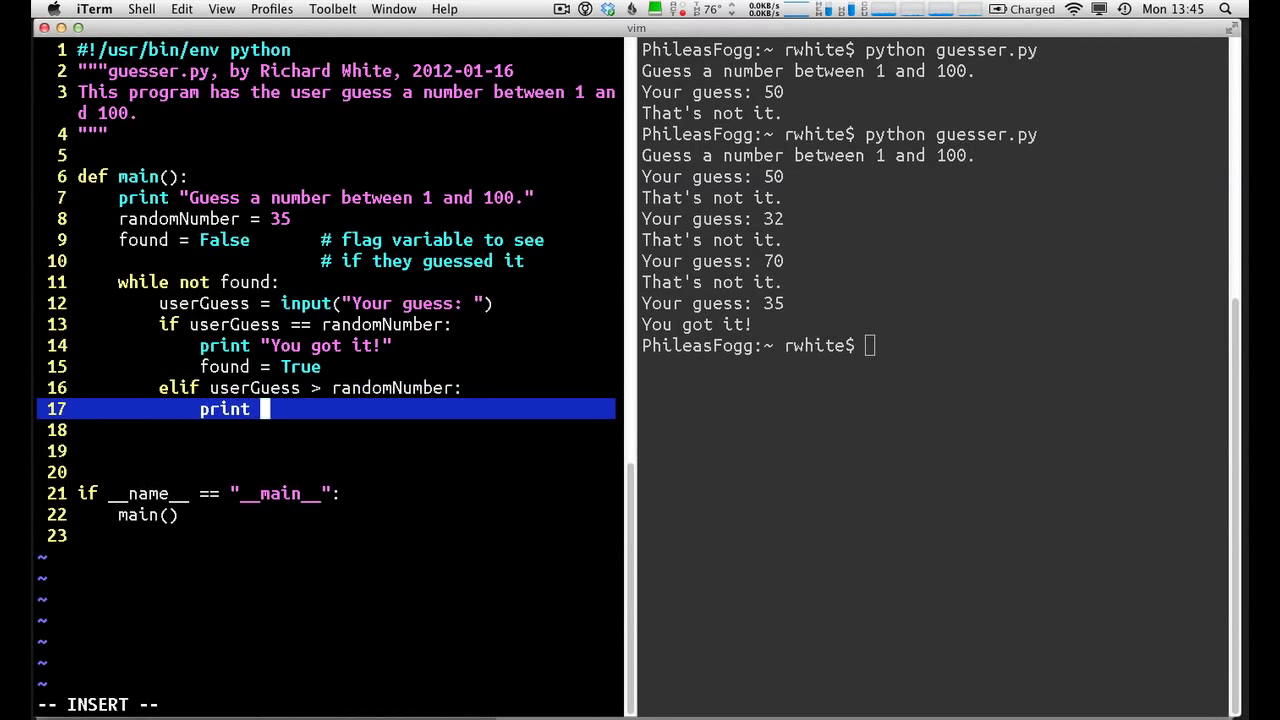 iTerm Shell Edit View Profiles Toolbelt Window Help 76° 0.0KB/s 0.0KB/s Charged Mon 13:45
vim
1 #!/usr/bin/env python
2 """guesser.py, by Richard White, 2012-01-16
3 This program has the user guess a number between 1 an
d 100.
4 """
5
6 def main():
7 print "Guess a number between 1 and 100."
8 randomNumber = 35
9 found = False # flag variable to see
10 # if they guessed it
11 while not found:
12 userGuess = input("Your guess: ")
13 if userGuess == randomNumber:
14 print "You got it!"
15 found = True
16 elif userGuess > randomNumber:
17 print
18
19
20
21 if __name__ == "__main__":
22 main()
23
~
~
~
~
~
~
~
-- INSERT --
PhileasFogg:~ rwhite$ python guesser.py
Guess a number between 1 and 100.
Your guess: 50
That's not it.
PhileasFogg:~ rwhite$ python guesser.py
Guess a number between 1 and 100.
Your guess: 50
That's not it.
Your guess: 32
That's not it.
Your guess: 70
That's not it.
Your guess: 35
You got it!
PhileasFogg:~ rwhite$